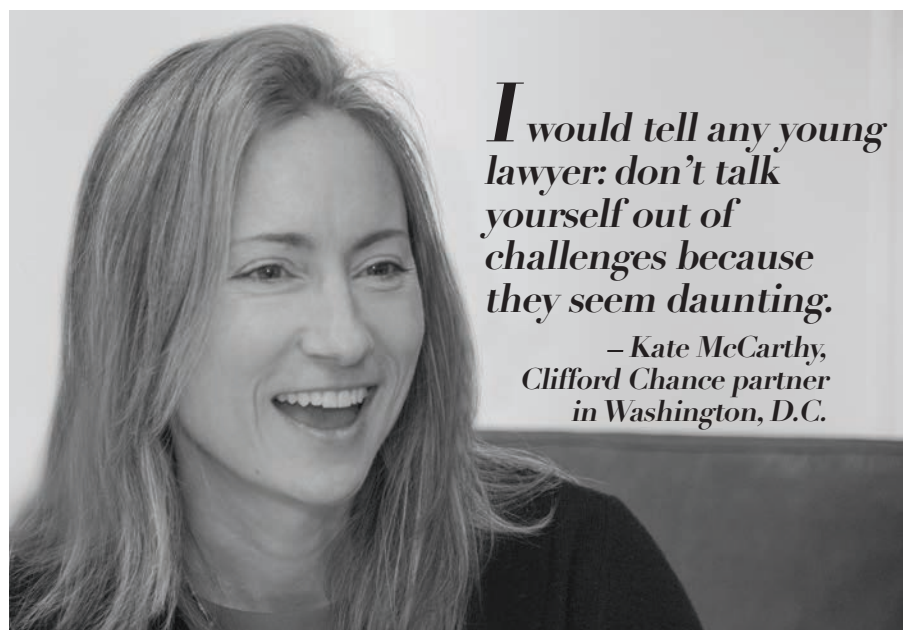 I would tell any young
lawyer: don’t talk
yourself out of
challenges because
they seem daunting.
– Kate McCarthy,
Clifford Chance partner
in Washington, D.C.